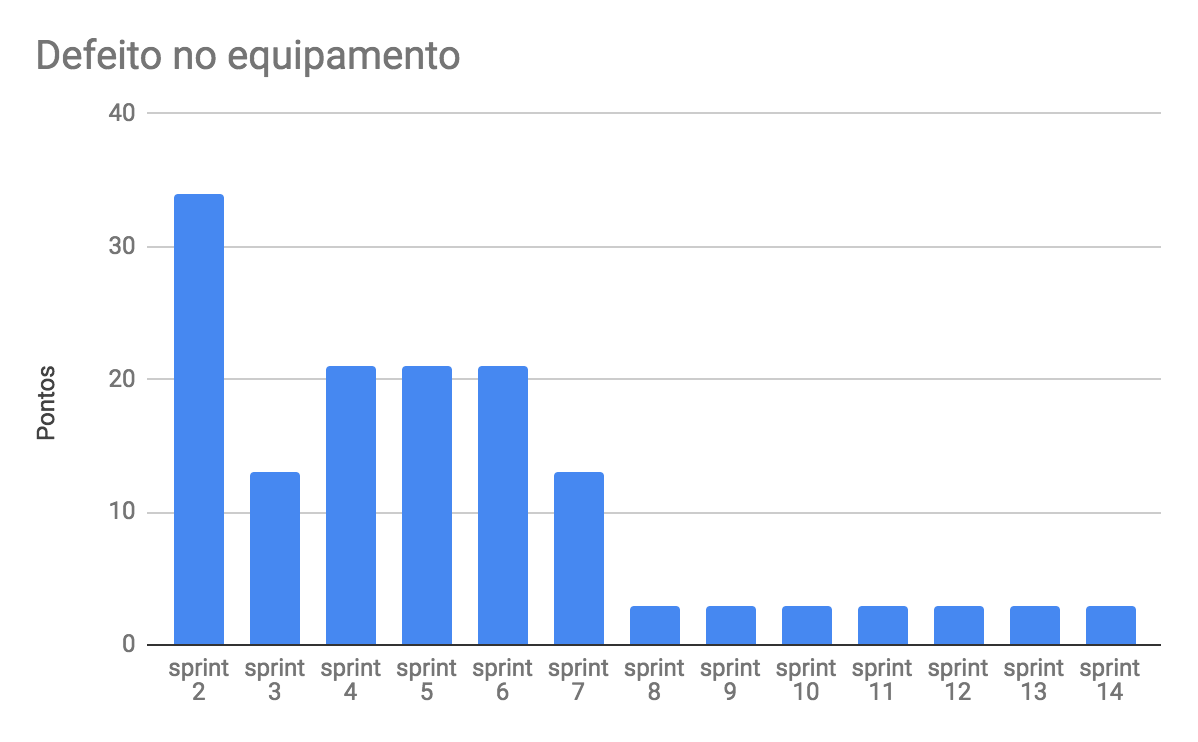 Defeito no equipamento
40
30
20
10
0
Pontos
sprint 2
sprint 3
sprint 4
sprint 5
sprint 6
sprint 7
sprint 8
sprint 9
sprint 10
sprint 11
sprint 12
sprint 13
sprint 14